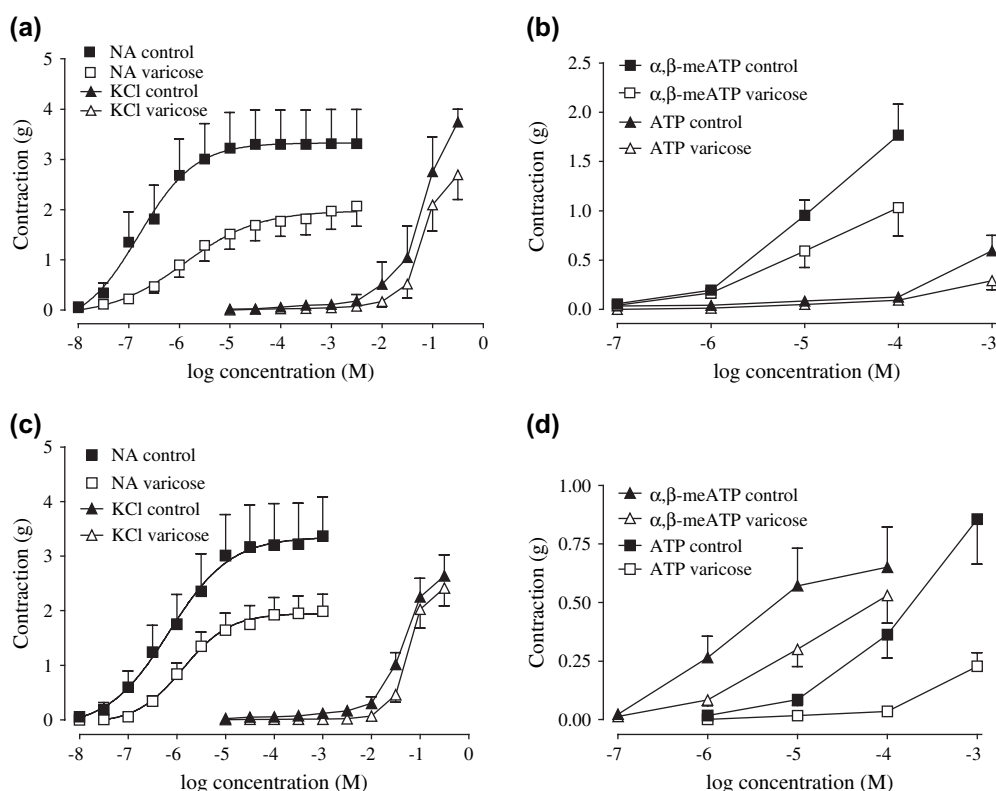 (a)
NA control
NA varicose
KCl control
KCl varicose
Contraction (g)
5
4
3
2
1
0
-8 -7 -6 -5 -4 -3 -2 -1 0
log concentration (M)
(b)
α,β-meATP control
α,β-meATP varicose
ATP control
ATP varicose
Contraction (g)
2.5
2.0
1.5
1.0
0.5
0
-7 -6 -5 -4 -3
log concentration (M)
(c)
NA control
NA varicose
KCl control
KCl varicose
Contraction (g)
5
4
3
2
1
0
-8 -7 -6 -5 -4 -3 -2 -1 0
log concentration (M)
(d)
α,β-meATP control
α,β-meATP varicose
ATP control
ATP varicose
Contraction (g)
1.00
0.75
0.50
0.25
0.00
-7 -6 -5 -4 -3
log concentration (M)